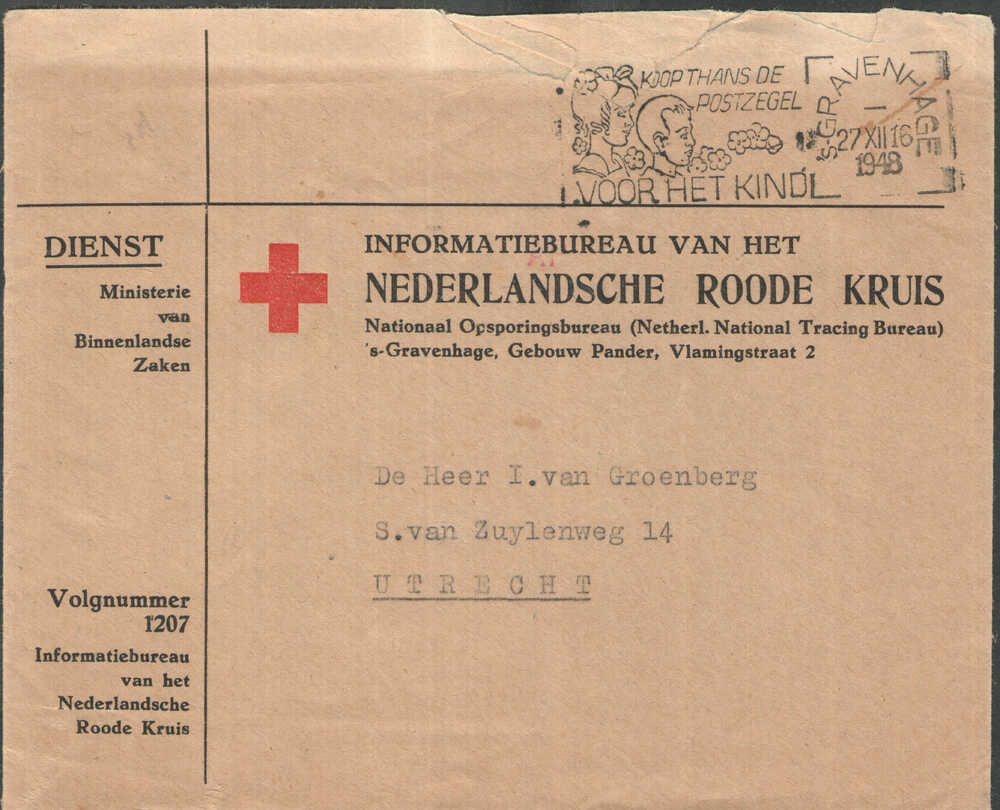 KOOP THANS DE
POSTZEGEL
VOOR HET KIND
'S-GRAVENHAGE
27 XII 16
1948
DIENST
Ministerie
van
Binnenlandse
Zaken
INFORMATIEBUREAU VAN HET
NEDERLANDSCHE ROODE KRUIS
Nationaal Opsporingsbureau (Netherl. National Tracing Bureau)
's-Gravenhage, Gebouw Pander, Vlamingstraat 2
De Heer I.van Groenberg
S.van Zuylenweg 14
UTRECHT
Volgnummer
1207
Informatiebureau
van het
Nederlandsche
Roode Kruis